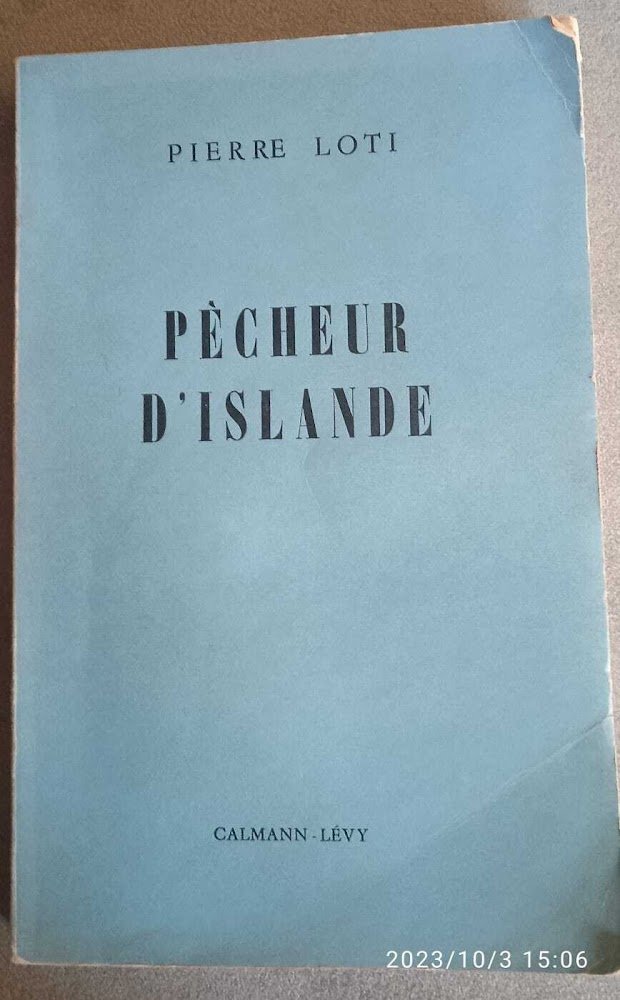 PIERRE LOTI
PÈCHEUR
D'ISLANDE
CALMANN-LÉVY
2023/10/3 15:06